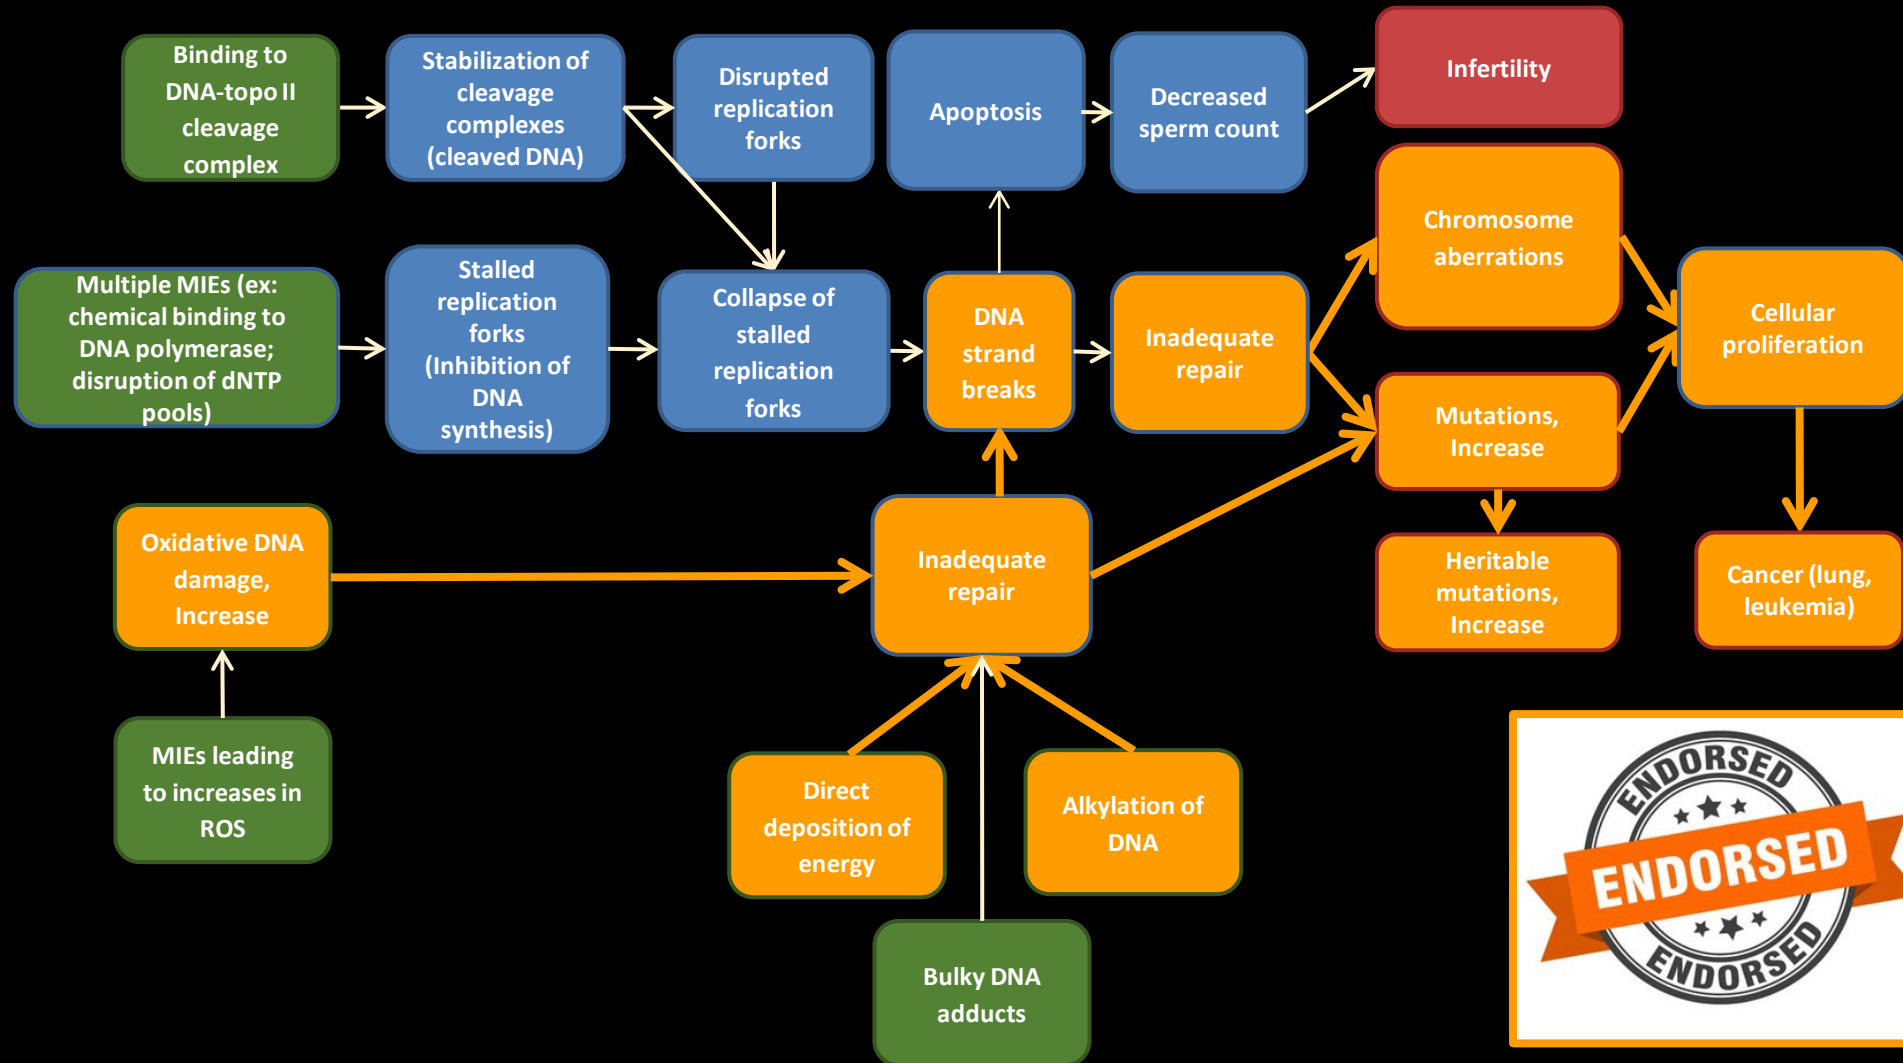 Binding to
DNA-topo II
cleavage
complex
Stabilization of
cleavage
complexes
(cleaved DNA)
Disrupted
replication
forks
Apoptosis
Decreased
sperm count
Infertility
Multiple MIEs (ex:
chemical binding to
DNA polymerase;
disruption of dNTP
pools)
Stalled
replication
forks
(Inhibition of
DNA
synthesis)
Collapse of
stalled
replication
forks
DNA
strand
breaks
Inadequate
repair
Chromosome
aberrations
Mutations,
Increase
Cellular
proliferation
Oxidative DNA
damage,
Increase
Inadequate
repair
Heritable
mutations,
Increase
Cancer (lung,
leukemia)
MIEs leading
to increases in
ROS
Direct
deposition of
energy
Alkylation of
DNA
Bulky DNA
adducts
ENDORSED
ENDORSED
ENDORSED